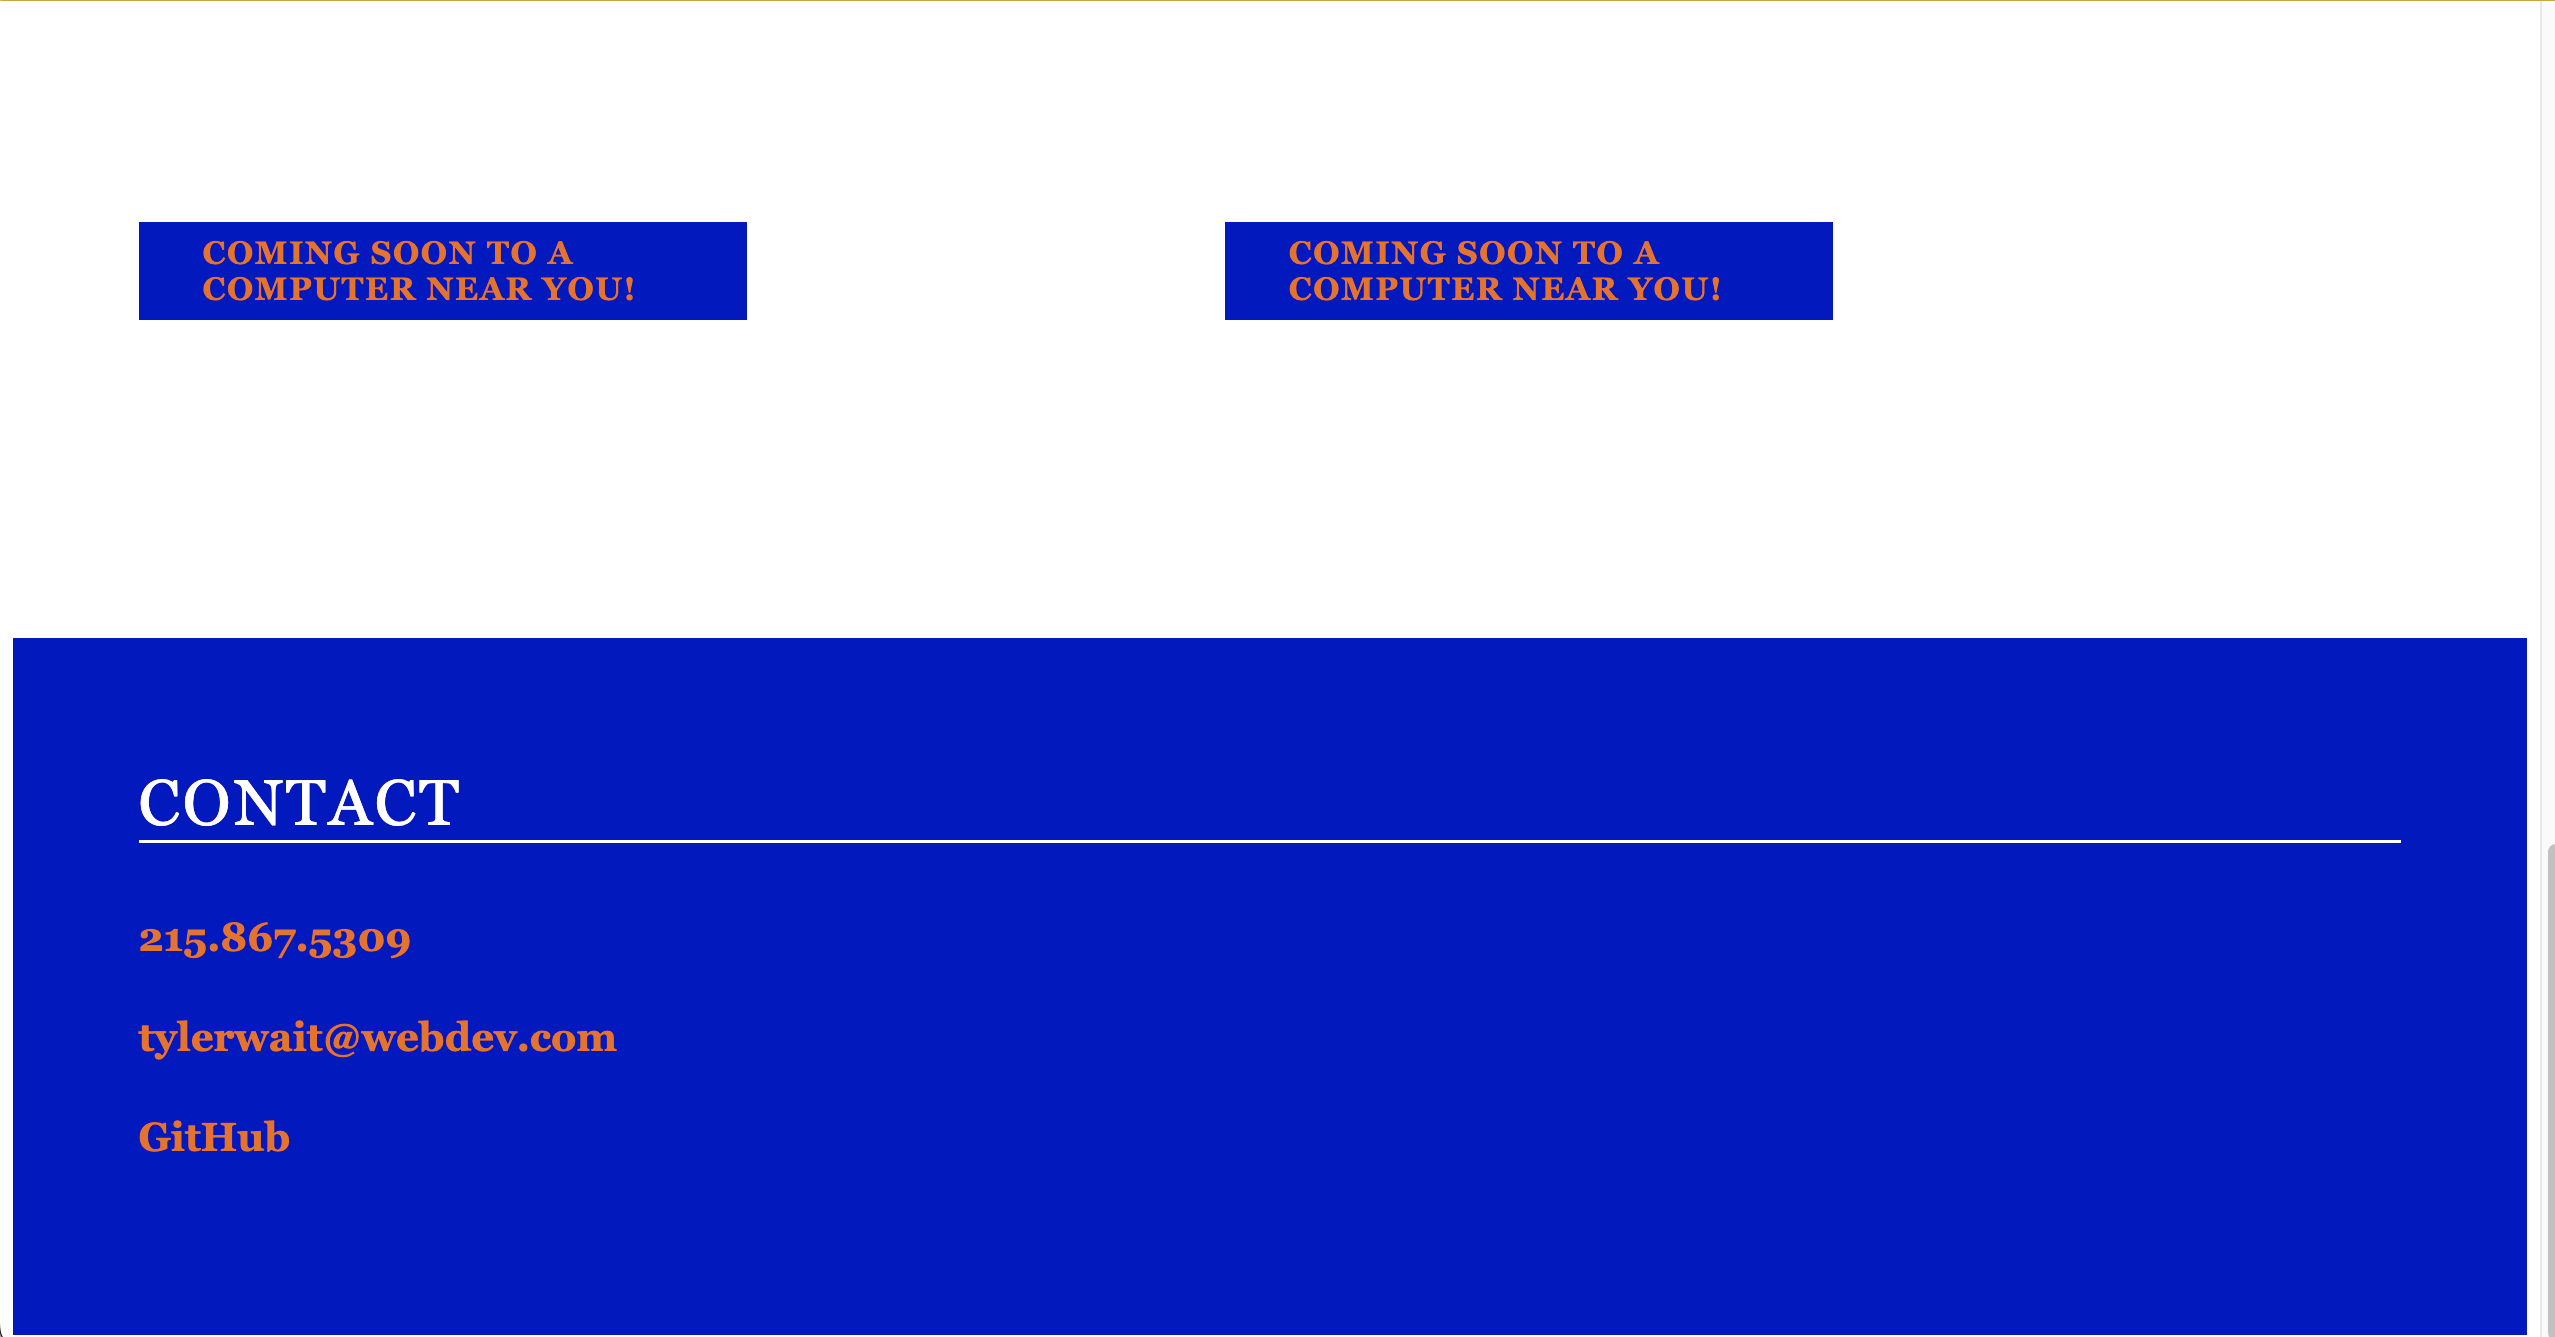 COMING SOON TO A
COMPUTER NEAR YOU!
COMING SOON TO A
COMPUTER NEAR YOU!
CONTACT
215.867.5309
tylerwait@webdev.com
GitHub